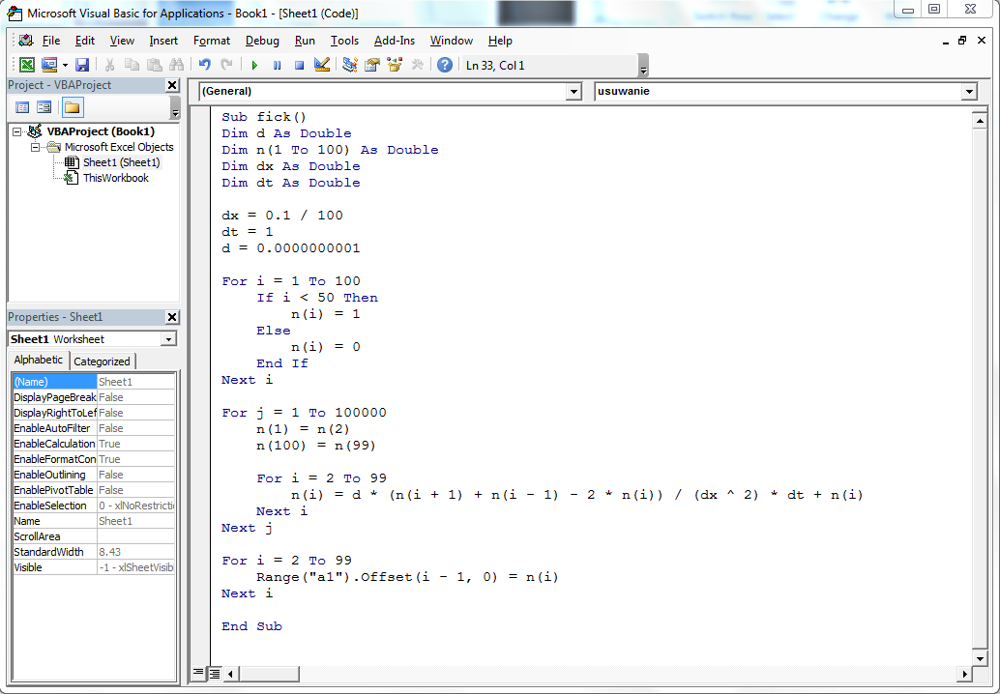 Microsoft Visual Basic for Applications - Book1 - [Sheet1 (Code)]
File Edit View Insert Format Debug Run Tools Add-Ins Window Help
Ln 33, Col 1
Project - VBAProject
VBAProject (Book1)
Microsoft Excel Objects
Sheet1 (Sheet1)
ThisWorkbook
Properties - Sheet1
Sheet1 Worksheet
Alphabetic Categorized
(Name) Sheet1
DisplayPageBreak False
DisplayRightToLef False
EnableAutoFilter False
EnableCalculation True
EnableFormatCon True
EnableOutlining False
EnablePivotTable False
EnableSelection 0 - xlNoRestrictio
Name Sheet1
ScrollArea
StandardWidth 8.43
Visible -1 - xlSheetVisib
(General) usuwanie
Sub fick()
Dim d As Double
Dim n(1 To 100) As Double
Dim dx As Double
Dim dt As Double
dx = 0.1 / 100
dt = 1
d = 0.0000000001
For i = 1 To 100
If i < 50 Then
n(i) = 1
Else
n(i) = 0
End If
Next i
For j = 1 To 100000
n(1) = n(2)
n(100) = n(99)
For i = 2 To 99
n(i) = d * (n(i + 1) + n(i - 1) - 2 * n(i)) / (dx ^ 2) * dt + n(i)
Next i
Next j
For i = 2 To 99
Range("a1").Offset(i - 1, 0) = n(i)
Next i
End Sub